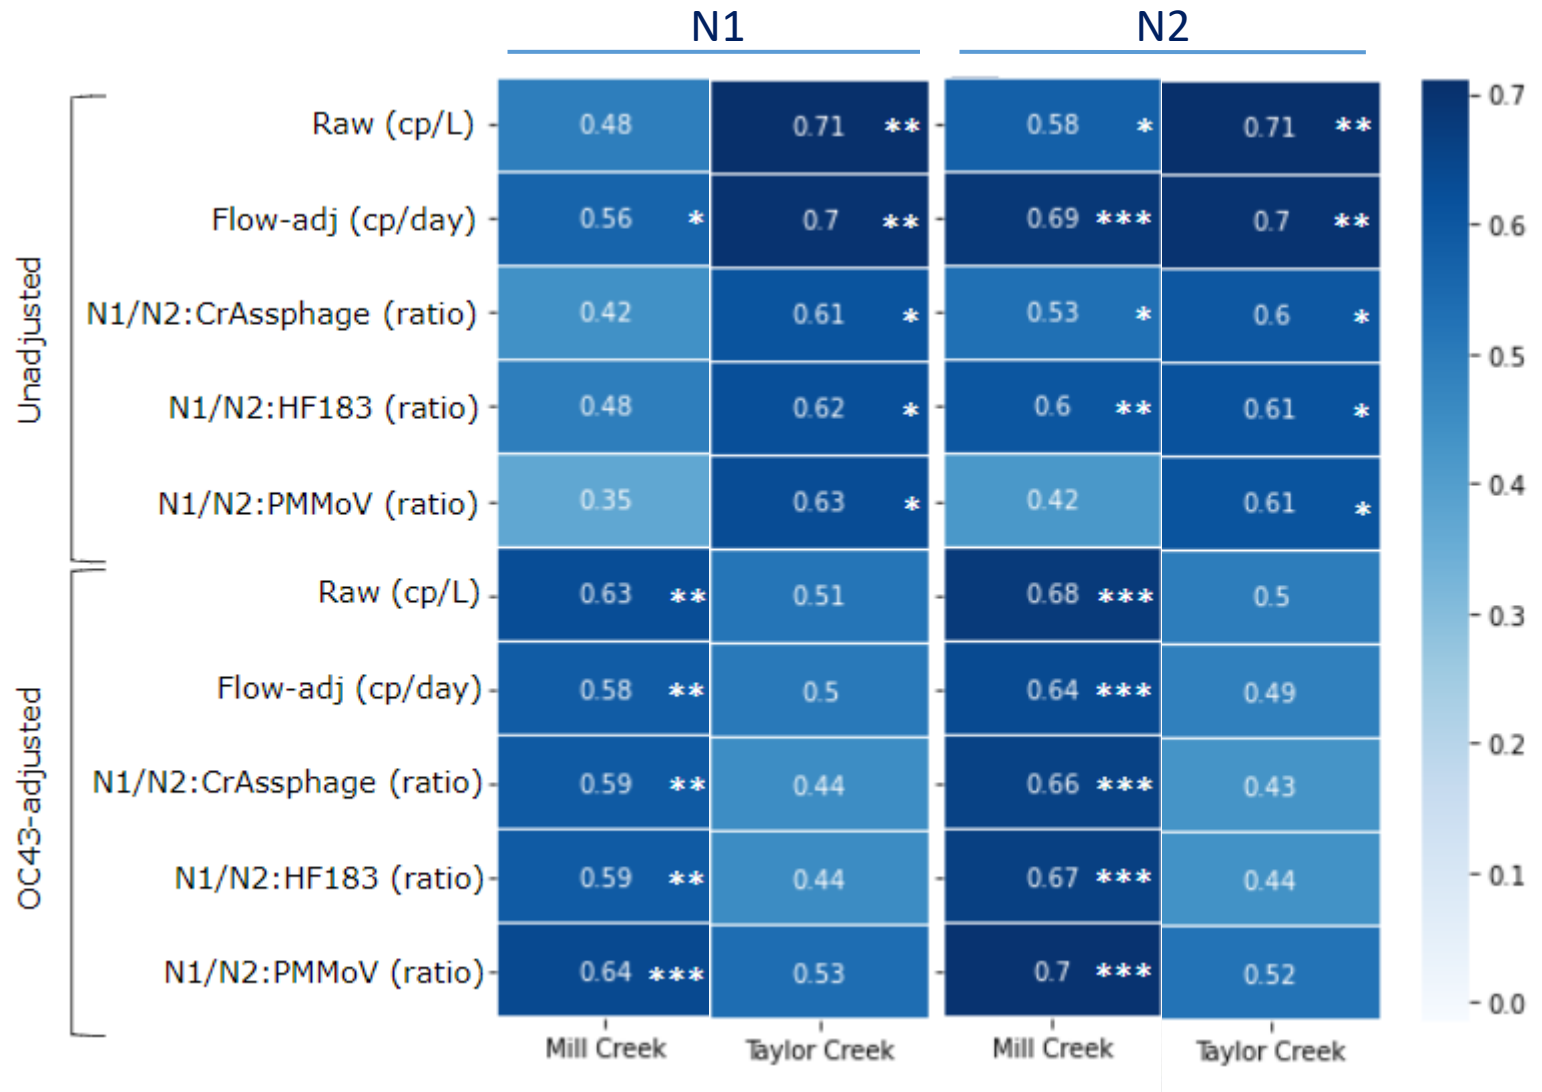 N1 N2
Unadjusted
Raw (cp/L) 0.48 0.71 ** 0.58 * 0.71 **
Flow-adj (cp/day) 0.56 * 0.7 ** 0.69 *** 0.7 **
N1/N2:CrAssphage (ratio) 0.42 0.61 * 0.53 * 0.6 *
N1/N2:HF183 (ratio) 0.48 0.62 * 0.6 ** 0.61 *
N1/N2:PMMoV (ratio) 0.35 0.63 * 0.42 0.61 *
OC43-adjusted
Raw (cp/L) 0.63 ** 0.51 0.68 *** 0.5
Flow-adj (cp/day) 0.58 ** 0.5 0.64 *** 0.49
N1/N2:CrAssphage (ratio) 0.59 ** 0.44 0.66 *** 0.43
N1/N2:HF183 (ratio) 0.59 ** 0.44 0.67 *** 0.44
N1/N2:PMMoV (ratio) 0.64 *** 0.53 0.7 *** 0.52
Mill Creek Taylor Creek Mill Creek Taylor Creek
0.7
0.6
0.5
0.4
0.3
0.2
0.1
0.0